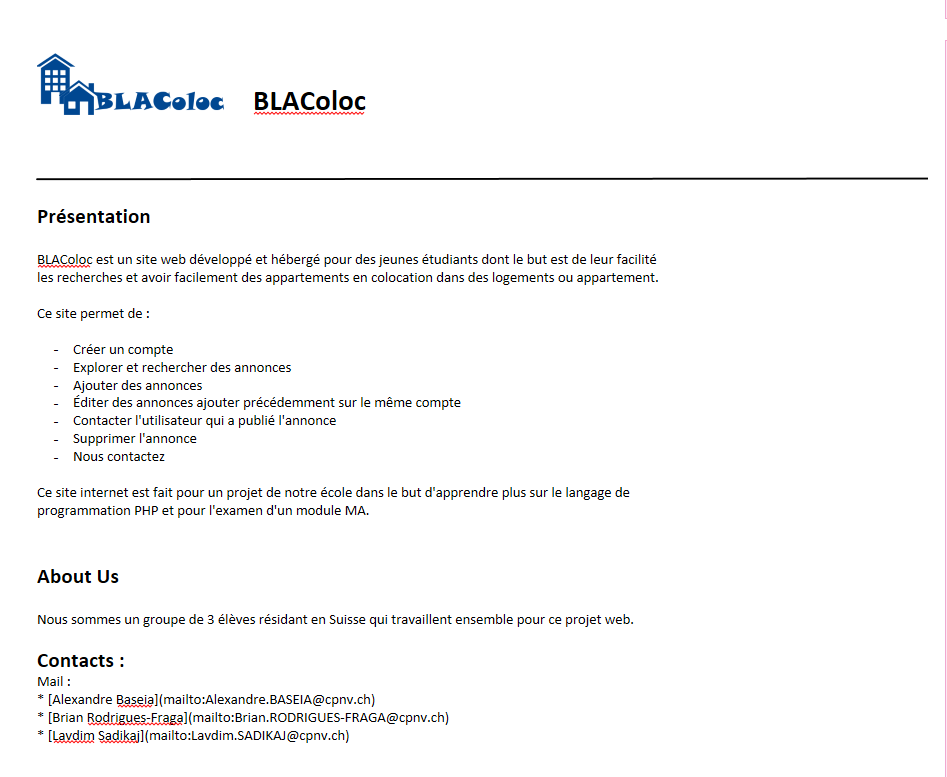 BLAColoc BLAColoc
Présentation
BLAColoc est un site web développé et hébergé pour des jeunes étudiants dont le but est de leur facilité
les recherches et avoir facilement des appartements en colocation dans des logements ou appartement.
Ce site permet de :
- Créer un compte
- Explorer et rechercher des annonces
- Ajouter des annonces
- Éditer des annonces ajouter précédemment sur le même compte
- Contacter l'utilisateur qui a publié l'annonce
- Supprimer l'annonce
- Nous contactez
Ce site internet est fait pour un projet de notre école dans le but d'apprendre plus sur le langage de
programmation PHP et pour l'examen d'un module MA.
About Us
Nous sommes un groupe de 3 élèves résidant en Suisse qui travaillent ensemble pour ce projet web.
Contacts :
Mail :
* [Alexandre Baseia](mailto:Alexandre.BASEIA@cpnv.ch)
* [Brian Rodrigues-Fraga](mailto:Brian.RODRIGUES-FRAGA@cpnv.ch)
* [Lavdim Sadikaj](mailto:Lavdim.SADIKAJ@cpnv.ch)